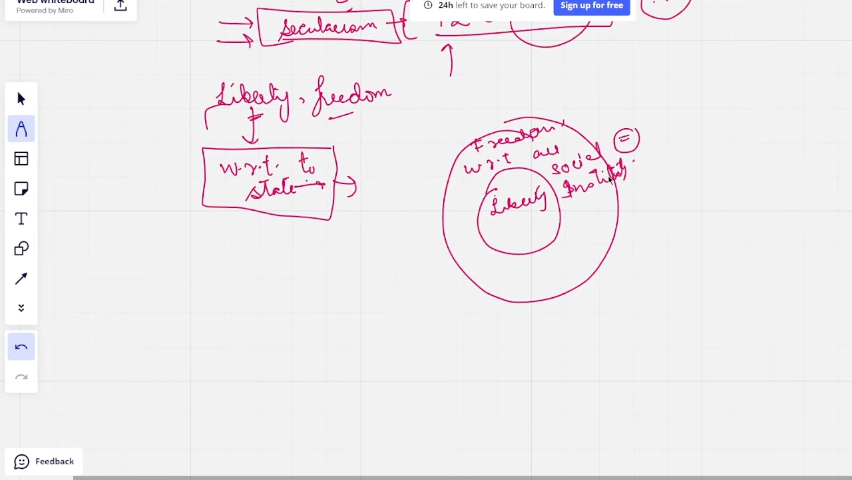 Web whiteboard
Powered by Miro
24h left to save your board.
Sign up for free
secularism
Liberty, freedom
w.r.t. to
state
Freedom
w.r.t all
social
Liberty
=
T
Feedback